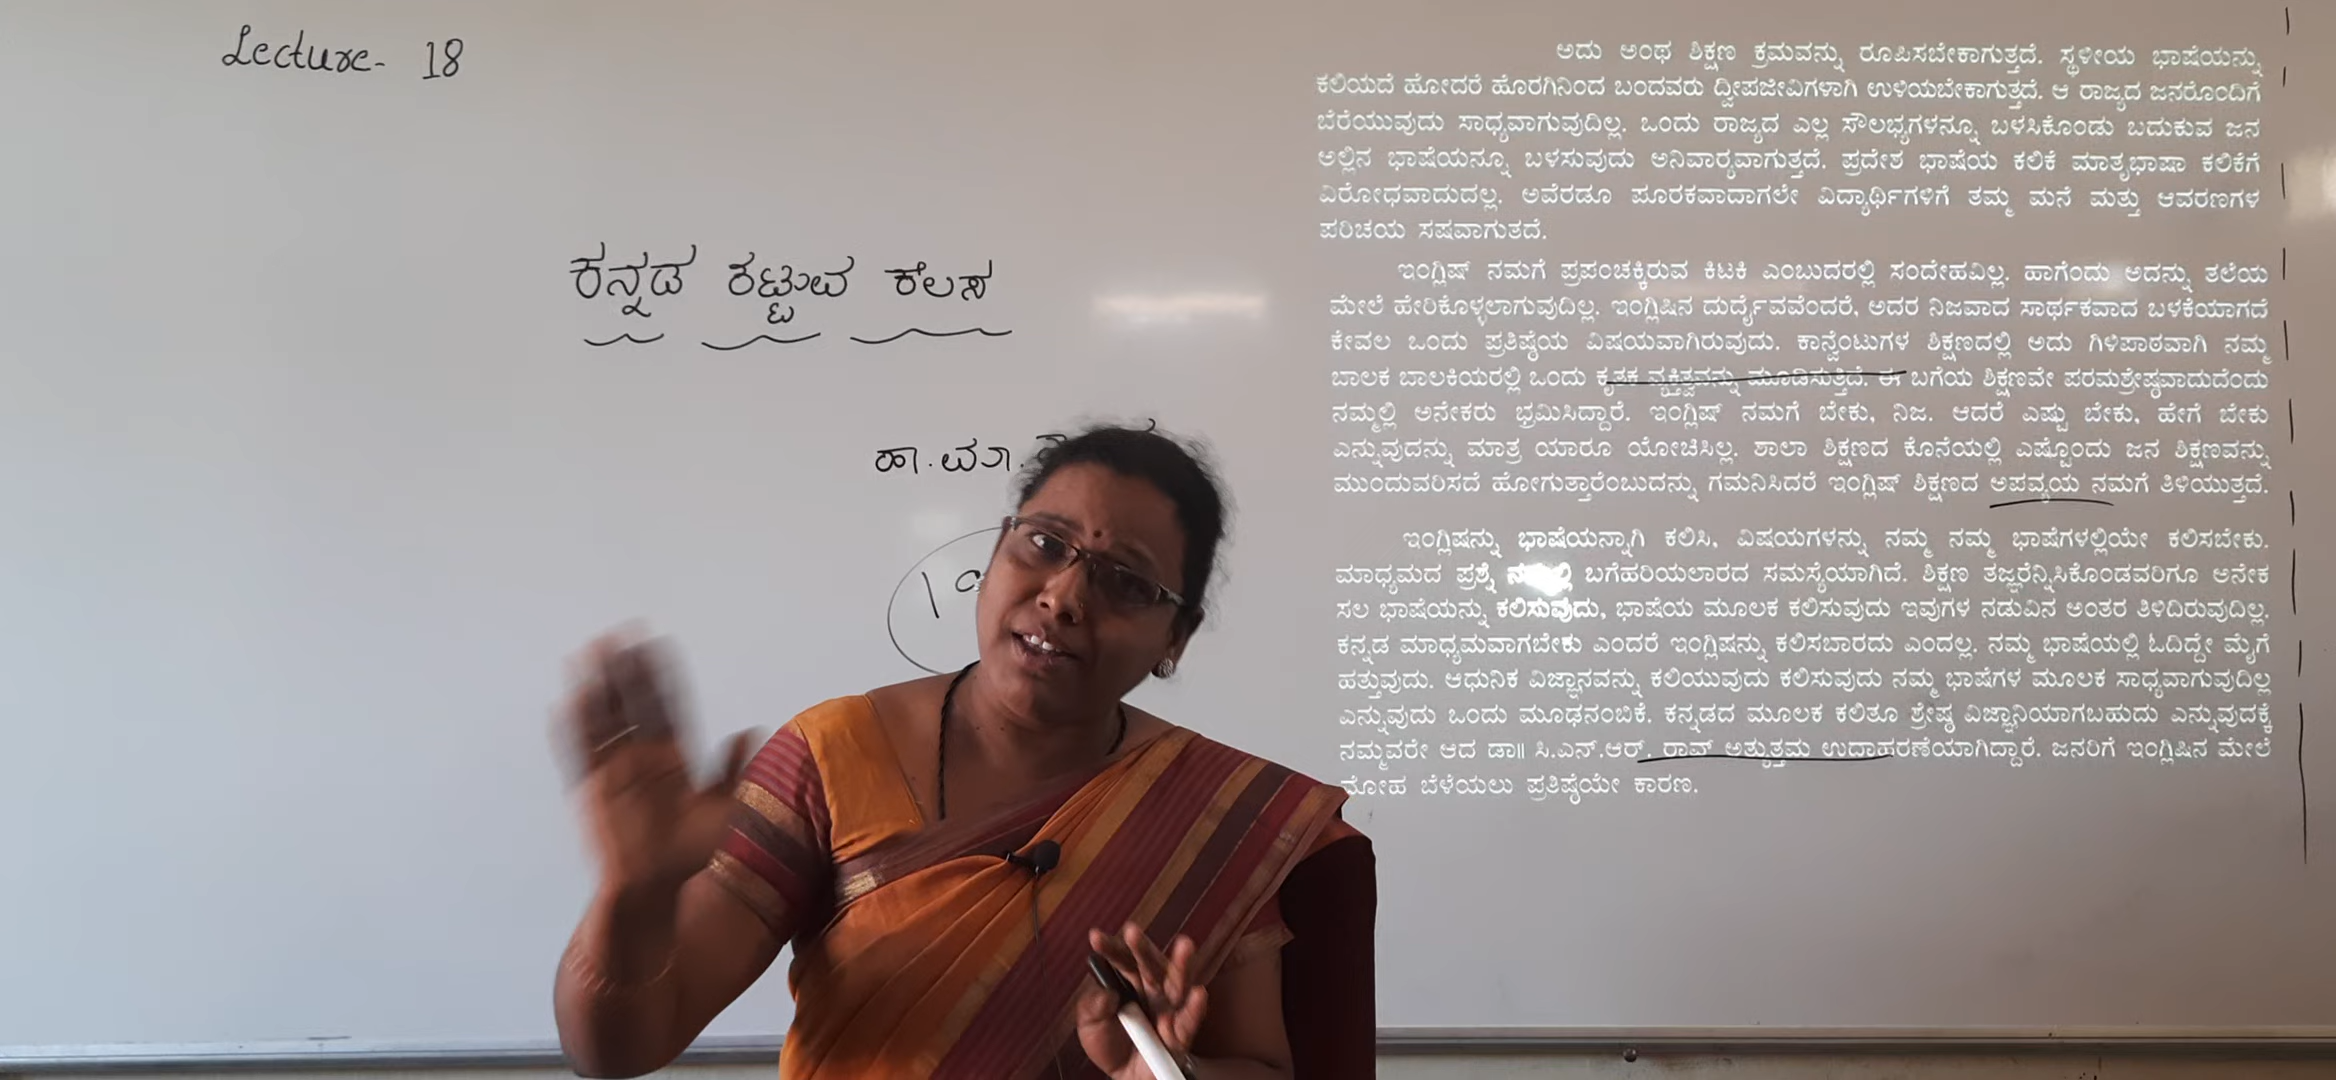 Lecture- 18
ಕನ್ನಡ ಕಟ್ಟುವ ಕೆಲಸ
ಹಾ.ಮಾ.
19
ಅದು ಅಂಥ ಶಿಕ್ಷಣ ಕ್ರಮವನ್ನು ರೂಪಿಸಬೇಕಾಗುತ್ತದೆ. ಸ್ಥಳೀಯ ಭಾಷೆಯನ್ನು
ಕಲಿಯದೆ ಹೋದರೆ ಹೊರಗಿನಿಂದ ಬಂದವರು ದ್ವೀಪಜೀವಿಗಳಾಗಿ ಉಳಿಯಬೇಕಾಗುತ್ತದೆ. ಆ ರಾಜ್ಯದ ಜನರೊಂದಿಗೆ
ಬೆರೆಯುವುದು ಸಾಧ್ಯವಾಗುವುದಿಲ್ಲ. ಒಂದು ರಾಜ್ಯದ ಎಲ್ಲ ಸೌಲಭ್ಯಗಳನ್ನೂ ಬಳಸಿಕೊಂಡು ಬದುಕುವ ಜನ
ಅಲ್ಲಿನ ಭಾಷೆಯನ್ನೂ ಬಳಸುವುದು ಅನಿವಾರ್‍ಯವಾಗುತ್ತದೆ. ಪ್ರದೇಶ ಭಾಷೆಯ ಕಲಿಕೆ ಮಾತೃಭಾಷಾ ಕಲಿಕೆಗೆ
ವಿರೋಧವಾದುದಲ್ಲ. ಅವೆರಡೂ ಪೂರಕವಾದಾಗಲೇ ವಿದ್ಯಾರ್ಥಿಗಳಿಗೆ ತಮ್ಮ ಮನೆ ಮತ್ತು ಆವರಣಗಳ
ಪರಿಚಯ ಸಷವಾಗುತದೆ.
ಇಂಗ್ಲಿಷ್ ನಮಗೆ ಪ್ರಪಂಚಕ್ಕಿರುವ ಕಿಟಕಿ ಎಂಬುದರಲ್ಲಿ ಸಂದೇಹವಿಲ್ಲ. ಹಾಗೆಂದು ಅದನ್ನು ತಲೆಯ
ಮೇಲೆ ಹೇರಿಕೊಳ್ಳಲಾಗುವುದಿಲ್ಲ. ಇಂಗ್ಲಿಷಿನ ದುರ್ದೈವವೆಂದರೆ, ಅದರ ನಿಜವಾದ ಸಾರ್ಥಕವಾದ ಬಳಕೆಯಾಗದೆ
ಕೇವಲ ಒಂದು ಪ್ರತಿಷ್ಠೆಯ ವಿಷಯವಾಗಿರುವುದು. ಕಾನ್ವೆಂಟುಗಳ ಶಿಕ್ಷಣದಲ್ಲಿ ಅದು ಗಿಳಿಪಾಠವಾಗಿ ನಮ್ಮ
ಬಾಲಕ ಬಾಲಕಿಯರಲ್ಲಿ ಒಂದು ಕೃತಕ ವ್ಯಕ್ತಿತ್ವವನ್ನು ಮೂಡಿಸುತ್ತಿದೆ. ಈ ಬಗೆಯ ಶಿಕ್ಷಣವೇ ಪರಮಶ್ರೇಷ್ಠವಾದುದೆಂದು
ನಮ್ಮಲ್ಲಿ ಅನೇಕರು ಭ್ರಮಿಸಿದ್ದಾರೆ. ಇಂಗ್ಲಿಷ್ ನಮಗೆ ಬೇಕು, ನಿಜ. ಆದರೆ ಎಷ್ಟು ಬೇಕು, ಹೇಗೆ ಬೇಕು
ಎನ್ನುವುದನ್ನು ಮಾತ್ರ ಯಾರೂ ಯೋಚಿಸಿಲ್ಲ. ಶಾಲಾ ಶಿಕ್ಷಣದ ಕೊನೆಯಲ್ಲಿ ಎಷ್ಟೊಂದು ಜನ ಶಿಕ್ಷಣವನ್ನು
ಮುಂದುವರಿಸದೆ ಹೋಗುತ್ತಾರೆಂಬುದನ್ನು ಗಮನಿಸಿದರೆ ಇಂಗ್ಲಿಷ್ ಶಿಕ್ಷಣದ ಅಪವ್ಯಯ ನಮಗೆ ತಿಳಿಯುತ್ತದೆ.
ಇಂಗ್ಲಿಷನ್ನು ಭಾಷೆಯನ್ನಾಗಿ ಕಲಿಸಿ, ವಿಷಯಗಳನ್ನು ನಮ್ಮ ನಮ್ಮ ಭಾಷೆಗಳಲ್ಲಿಯೇ ಕಲಿಸಬೇಕು.
ಮಾಧ್ಯಮದ ಪ್ರಶ್ನೆ ಬಗೆಹರಿಯಲಾರದ ಸಮಸ್ಯೆಯಾಗಿದೆ. ಶಿಕ್ಷಣ ತಜ್ಞರೆನ್ನಿಸಿಕೊಂಡವರಿಗೂ ಅನೇಕ
ಸಲ ಭಾಷೆಯನ್ನು ಕಲಿಸುವುದು, ಭಾಷೆಯ ಮೂಲಕ ಕಲಿಸುವುದು ಇವುಗಳ ನಡುವಿನ ಅಂತರ ತಿಳಿದಿರುವುದಿಲ್ಲ.
ಕನ್ನಡ ಮಾಧ್ಯಮವಾಗಬೇಕು ಎಂದರೆ ಇಂಗ್ಲಿಷನ್ನು ಕಲಿಸಬಾರದು ಎಂದಲ್ಲ. ನಮ್ಮ ಭಾಷೆಯಲ್ಲಿ ಓದಿದ್ದೇ ಮೈಗೆ
ಹತ್ತುವುದು. ಆಧುನಿಕ ವಿಜ್ಞಾನವನ್ನು ಕಲಿಯುವುದು ಕಲಿಸುವುದು ನಮ್ಮ ಭಾಷೆಗಳ ಮೂಲಕ ಸಾಧ್ಯವಾಗುವುದಿಲ್ಲ
ಎನ್ನುವುದು ಒಂದು ಮೂಢನಂಬಿಕೆ. ಕನ್ನಡದ ಮೂಲಕ ಕಲಿತೂ ಶ್ರೇಷ್ಠ ವಿಜ್ಞಾನಿಯಾಗಬಹುದು ಎನ್ನುವುದಕ್ಕೆ
ನಮ್ಮವರೇ ಆದ ಡಾ॥ ಸಿ.ಎನ್.ಆರ್. ರಾವ್ ಅತ್ಯುತ್ತಮ ಉದಾಹರಣೆಯಾಗಿದ್ದಾರೆ. ಜನರಿಗೆ ಇಂಗ್ಲಿಷಿನ ಮೇಲೆ
ಮೋಹ ಬೆಳೆಯಲು ಪ್ರತಿಷ್ಠೆಯೇ ಕಾರಣ.